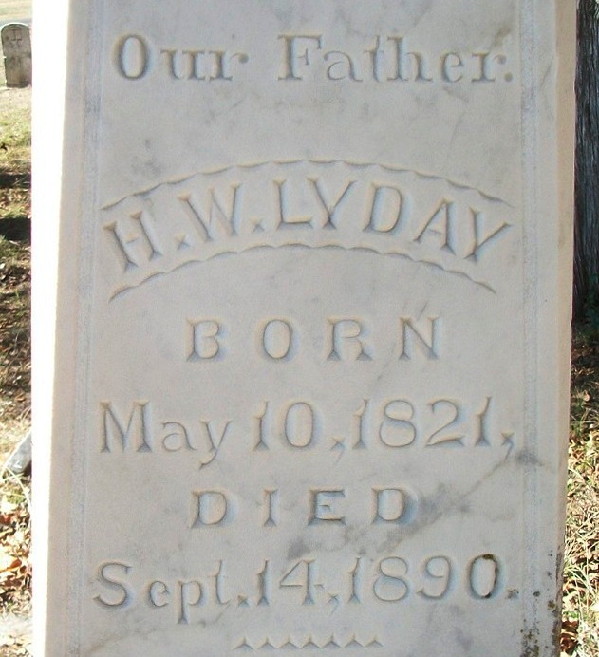 Our Father.
H. W. LYDAY
BORN
May 10, 1821,
DIED
Sept. 14, 1890.